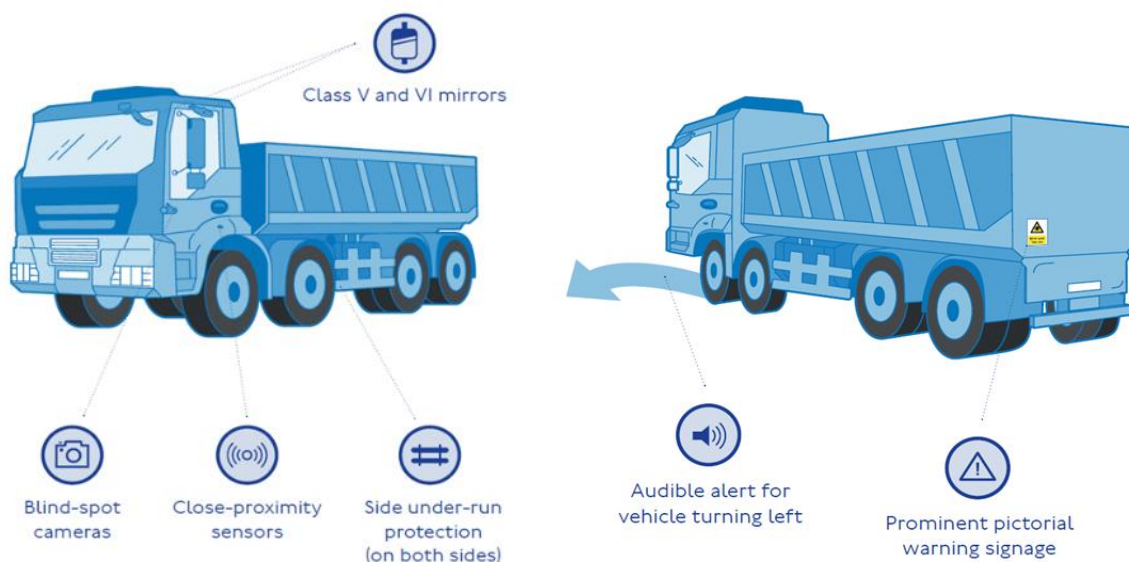 Class V and VI mirrors
Blind-spot
cameras
Close-proximity
sensors
Side under-run
protection
(on both sides)
Audible alert for
vehicle turning left
Prominent pictorial
warning signage